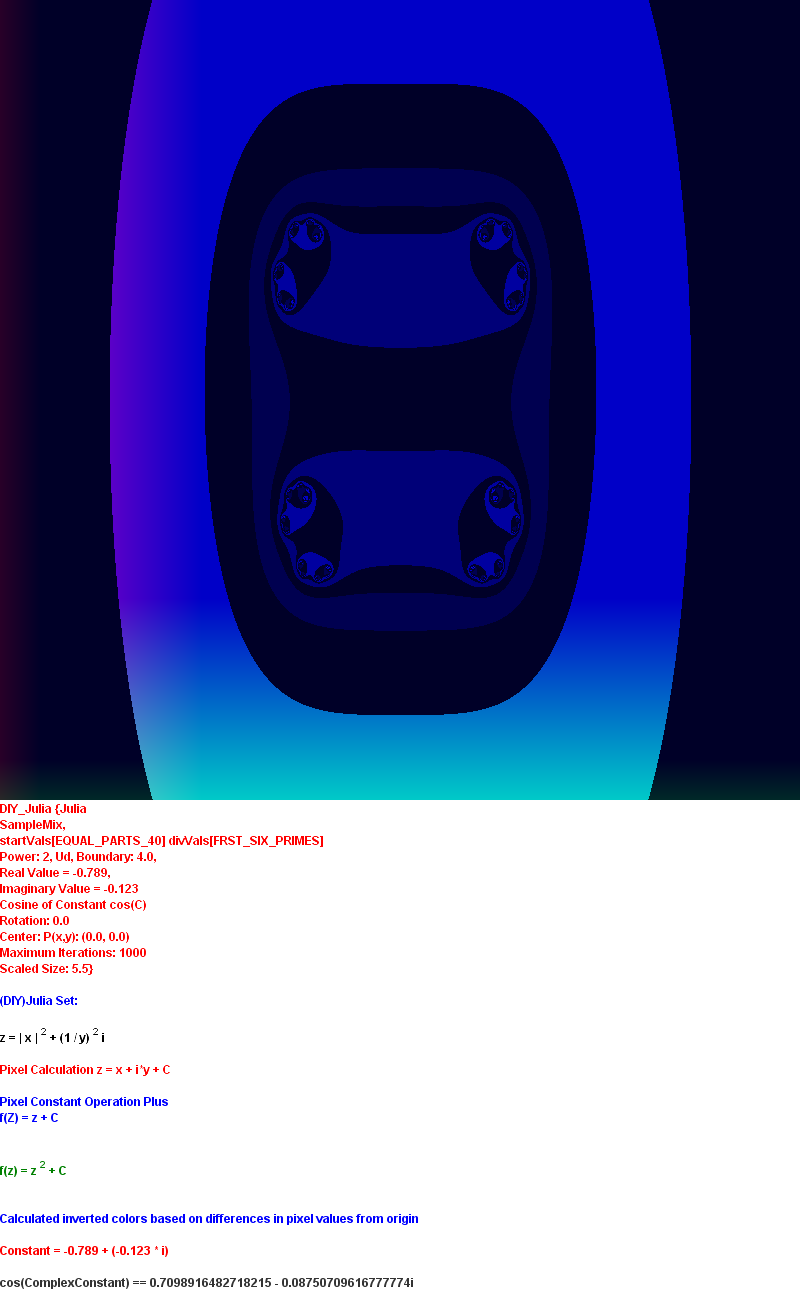 DIY_Julia {Julia
SampleMix,
startVals[EQUAL_PARTS_40] divVals[FRST_SIX_PRIMES]
Power: 2, Ud, Boundary: 4.0,
Real Value = -0.789,
Imaginary Value = -0.123
Cosine of Constant cos(C)
Rotation: 0.0
Center: P(x,y): (0.0, 0.0)
Maximum Iterations: 1000
Scaled Size: 5.5}
(DIY)Julia Set:
z = | x | 2 + (1 / y) 2 i
Pixel Calculation z = x + i*y + C
Pixel Constant Operation Plus
f(Z) = z + C
f(z) = z 2 + C
Calculated inverted colors based on differences in pixel values from origin
Constant = -0.789 + (-0.123 * i)
cos(ComplexConstant) == 0.7098916482718215 - 0.08750709616777774i